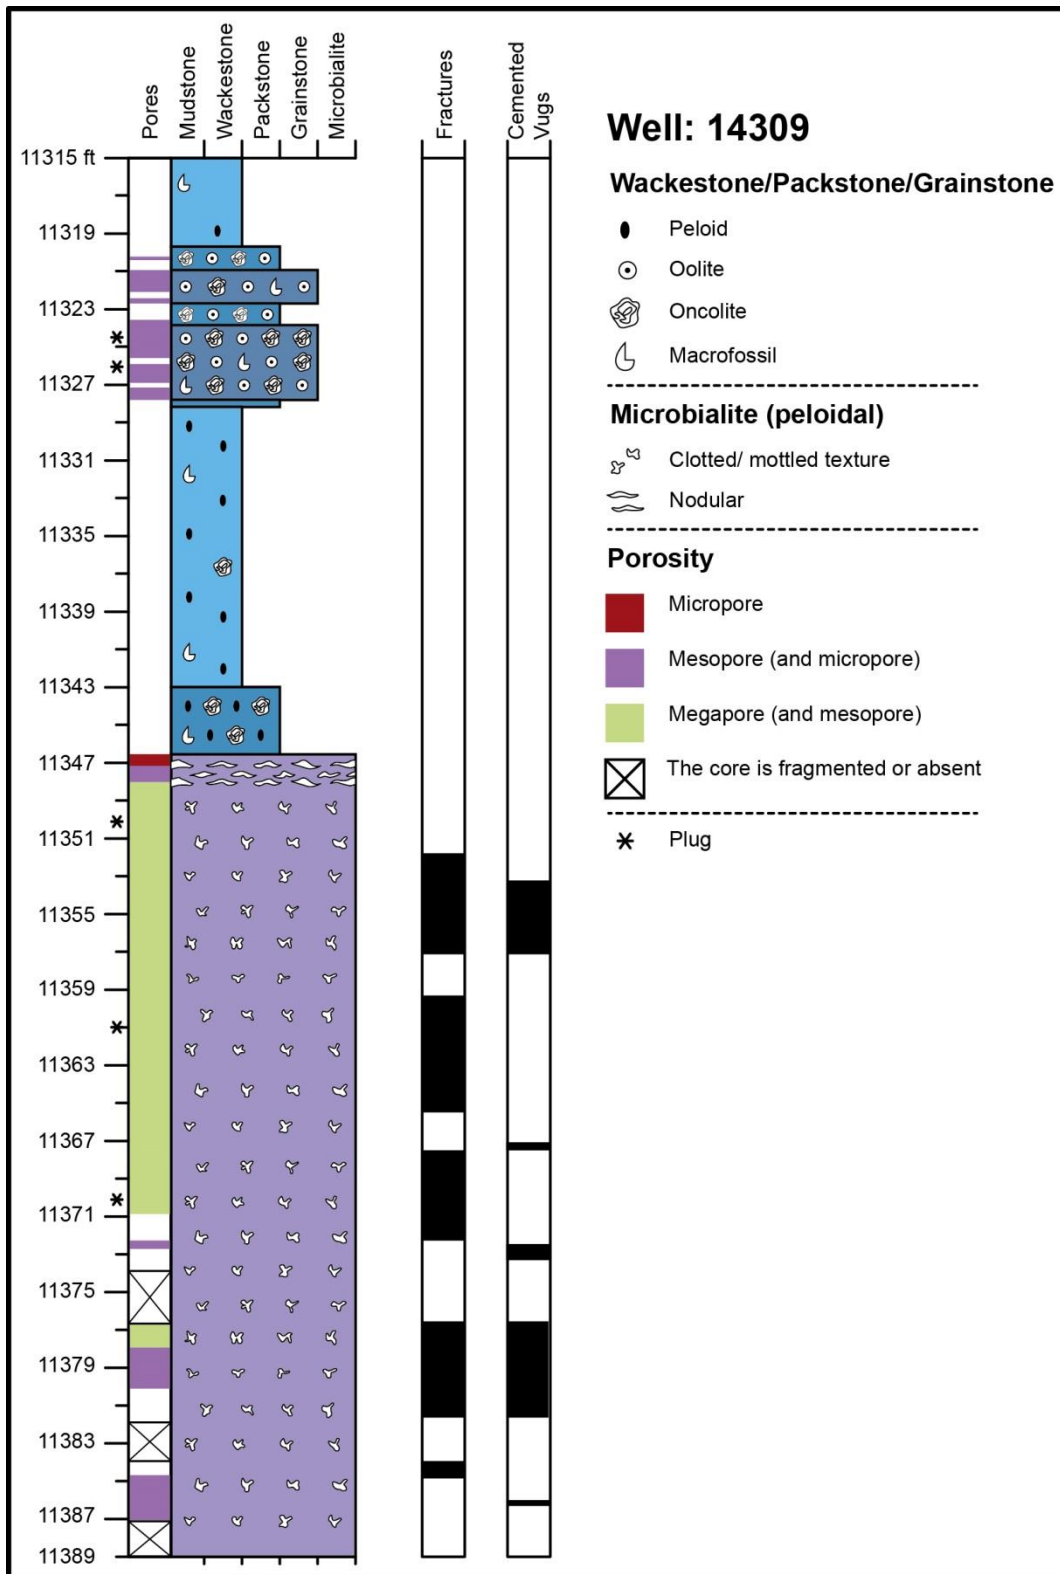 Pores
Mudstone
Wackestone
Packstone
Grainstone
Microbialite
Fractures
Cemented
Vugs
11315 ft
11319
11323
11327
11331
11335
11339
11343
11347
11351
11355
11359
11363
11367
11371
11375
11379
11383
11387
11389
Well: 14309
Wackestone/Packstone/Grainstone
Peloid
Oolite
Oncolite
Macrofossil
Microbialite (peloidal)
Clotted/ mottled texture
Nodular
Porosity
Micropore
Mesopore (and micropore)
Megapore (and mesopore)
The core is fragmented or absent
Plug